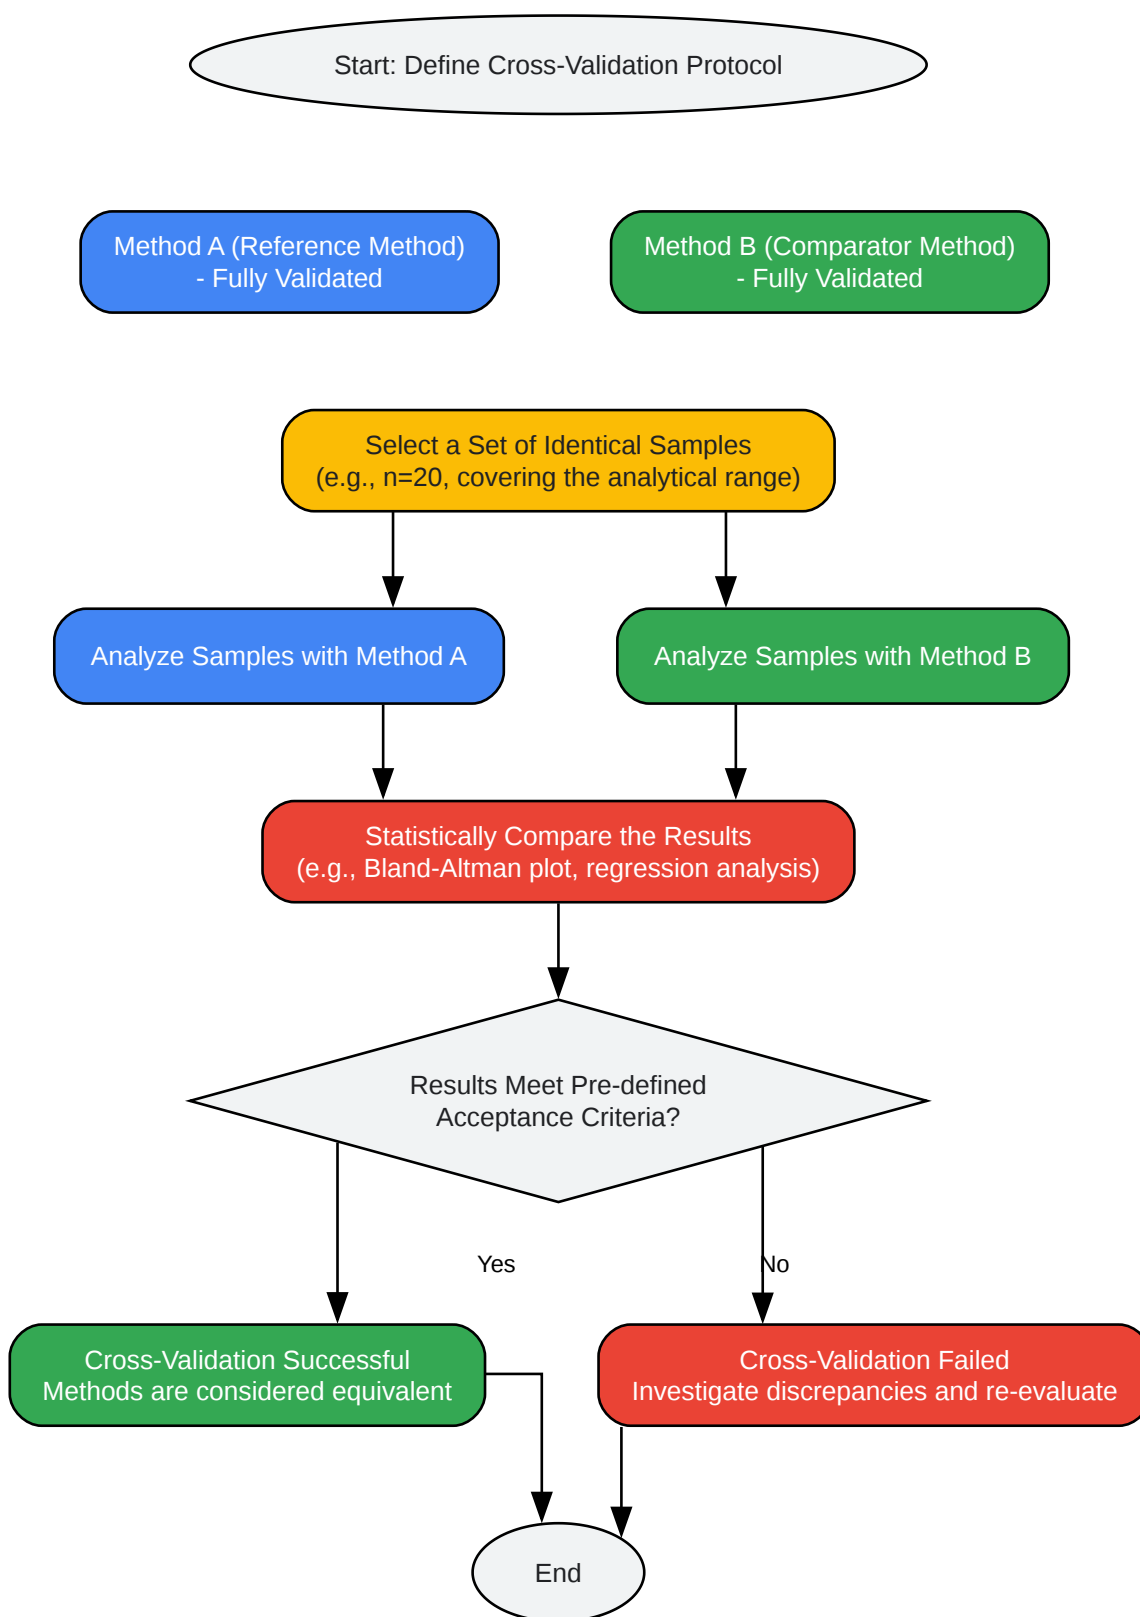 Start: Define Cross-Validation Protocol
Method A (Reference Method)
- Fully Validated
Method B (Comparator Method)
- Fully Validated
Select a Set of Identical Samples
(e.g., n=20, covering the analytical range)
Analyze Samples with Method A
Analyze Samples with Method B
Statistically Compare the Results
(e.g., Bland-Altman plot, regression analysis)
Results Meet Pre-defined
Acceptance Criteria?
Yes
No
Cross-Validation Successful
Methods are considered equivalent
Cross-Validation Failed
Investigate discrepancies and re-evaluate
End